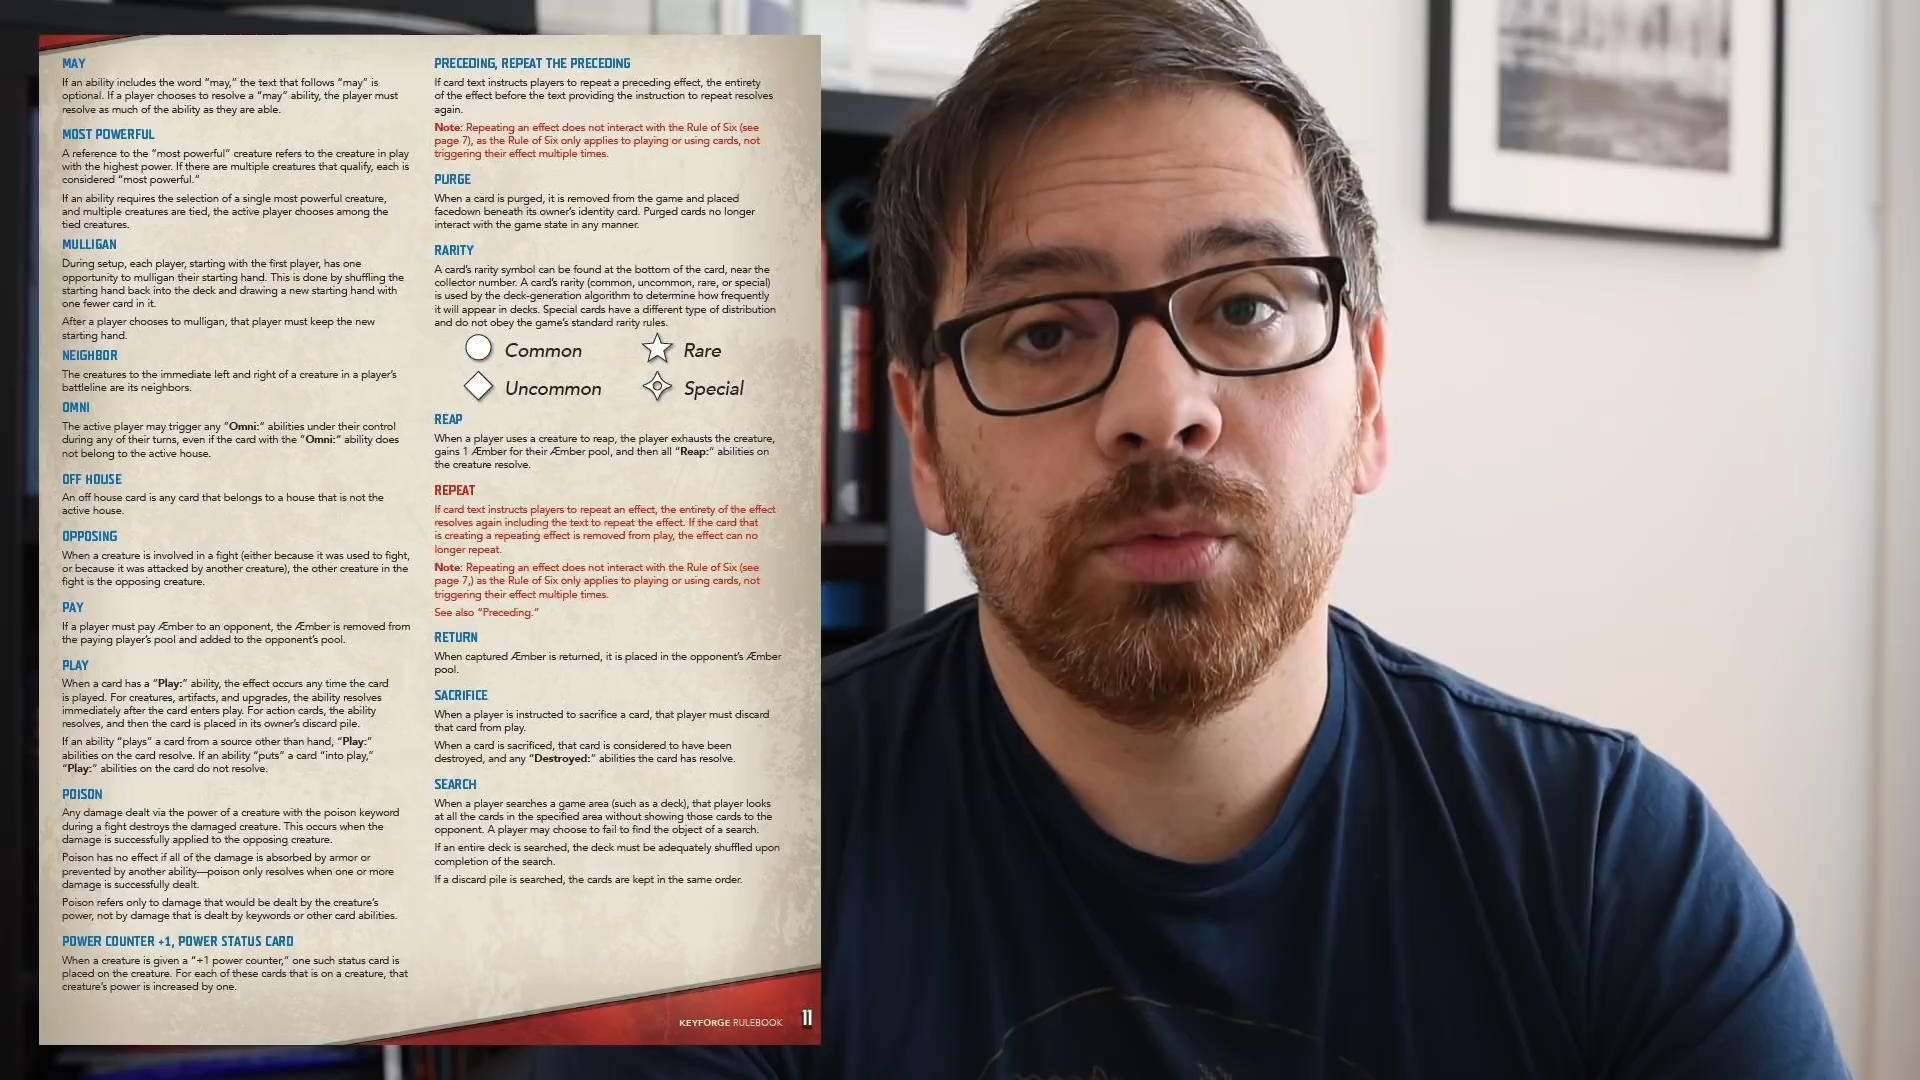 MAY
If an ability includes the word “may,” the text that follows “may” is
optional. If a player chooses to resolve a “may” ability, the player must
resolve as much of the ability as they are able.
MOST POWERFUL
A reference to the “most powerful” creature refers to the creature in play
with the highest power. If there are multiple creatures that qualify, each is
considered “most powerful.”
If an ability requires the selection of a single most powerful creature,
and multiple creatures are tied, the active player chooses among the
tied creatures.
MULLIGAN
During setup, each player, starting with the first player, has one
opportunity to mulligan their starting hand. This is done by shuffling the
starting hand back into the deck and drawing a new starting hand with
one fewer card in it.
After a player chooses to mulligan, that player must keep the new
starting hand.
NEIGHBOR
The creatures to the immediate left and right of a creature in a player’s
battleline are its neighbors.
OMNI
The active player may trigger any “Omni:” abilities under their control
during any of their turns, even if the card with the “Omni:” ability does
not belong to the active house.
OFF HOUSE
An off house card is any card that belongs to a house that is not the
active house.
OPPOSING
When a creature is involved in a fight (either because it was used to fight,
or because it was attacked by another creature), the other creature in the
fight is the opposing creature.
PAY
If a player must pay Æmber to an opponent, the Æmber is removed from
the paying player’s pool and added to the opponent’s pool.
PLAY
When a card has a “Play:” ability, the effect occurs any time the card
is played. For creatures, artifacts, and upgrades, the ability resolves
immediately after the card enters play. For action cards, the ability
resolves, and then the card is placed in its owner’s discard pile.
If an ability “plays” a card from a source other than hand, “Play:”
abilities on the card resolve. If an ability “puts” a card “into play,”
“Play:” abilities on the card do not resolve.
POISON
Any damage dealt via the power of a creature with the poison keyword
during a fight destroys the damaged creature. This occurs when the
damage is successfully applied to the opposing creature.
Poison has no effect if all of the damage is absorbed by armor or
prevented by another ability—poison only resolves when one or more
damage is successfully dealt.
Poison refers only to damage that would be dealt by the creature’s
power, not by damage that is dealt by keywords or other card abilities.
POWER COUNTER +1, POWER STATUS CARD
When a creature is given a “+1 power counter,” one such status card is
placed on the creature. For each of these cards that is on a creature, that
creature’s power is increased by one.
PRECEDING, REPEAT THE PRECEDING
If card text instructs players to repeat a preceding effect, the entirety
of the effect before the text providing the instruction to repeat resolves
again.
Note: Repeating an effect does not interact with the Rule of Six (see
page 7), as the Rule of Six only applies to playing or using cards, not
triggering their effect multiple times.
PURGE
When a card is purged, it is removed from the game and placed
facedown beneath its owner’s identity card. Purged cards no longer
interact with the game state in any manner.
RARITY
A card’s rarity symbol can be found at the bottom of the card, near the
collector number. A card’s rarity (common, uncommon, rare, or special)
is used by the deck-generation algorithm to determine how frequently
it will appear in decks. Special cards have a different type of distribution
and do not obey the game’s standard rarity rules.
Common Rare
Uncommon Special
REAP
When a player uses a creature to reap, the player exhausts the creature,
gains 1 Æmber for their Æmber pool, and then all “Reap:” abilities on
the creature resolve.
REPEAT
If card text instructs players to repeat an effect, the entirety of the effect
resolves again including the text to repeat the effect. If the card that
is creating a repeating effect is removed from play, the effect can no
longer repeat.
Note: Repeating an effect does not interact with the Rule of Six (see
page 7,) as the Rule of Six only applies to playing or using cards, not
triggering their effect multiple times.
See also “Preceding.”
RETURN
When captured Æmber is returned, it is placed in the opponent’s Æmber
pool.
SACRIFICE
When a player is instructed to sacrifice a card, that player must discard
that card from play.
When a card is sacrificed, that card is considered to have been
destroyed, and any “Destroyed:” abilities the card has resolve.
SEARCH
When a player searches a game area (such as a deck), that player looks
at all the cards in the specified area without showing those cards to the
opponent. A player may choose to fail to find the object of a search.
If an entire deck is searched, the deck must be adequately shuffled upon
completion of the search.
If a discard pile is searched, the cards are kept in the same order.
KEYFORGE RULEBOOK 11